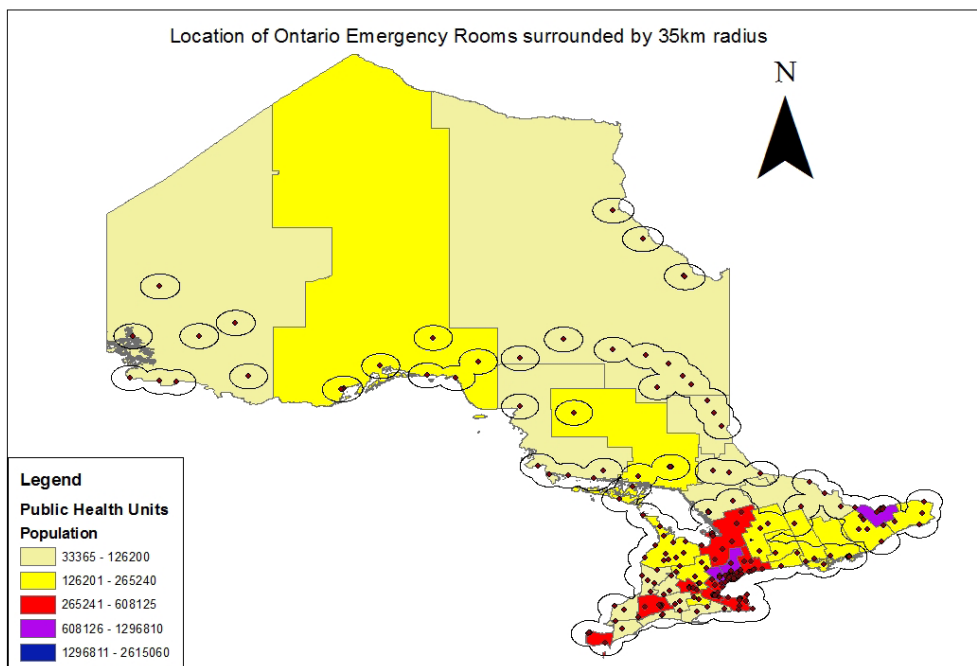 Location of Ontario Emergency Rooms surrounded by 35km radius
N
Legend
Public Health Units
Population
33365 - 126200
126201 - 265240
265241 - 608125
608126 - 1296810
1296811 - 2615060